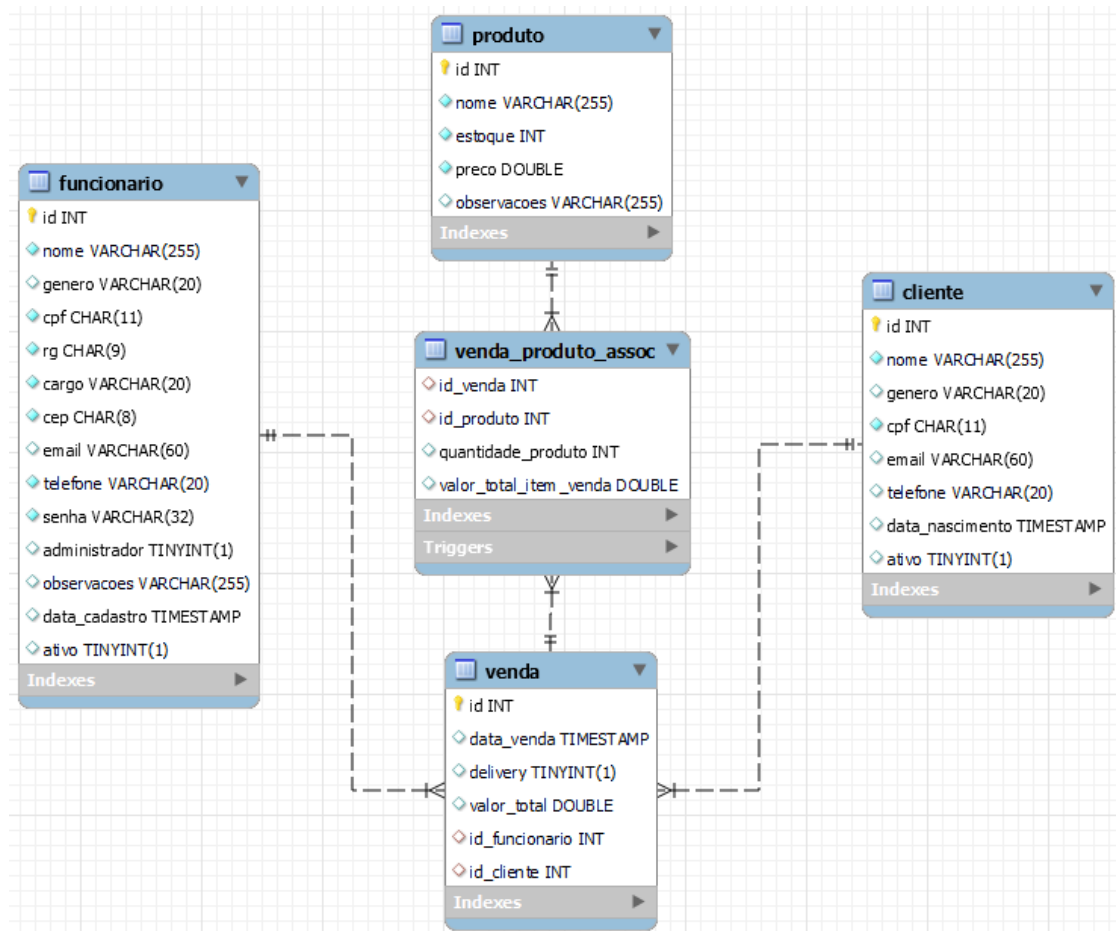 produto
id INT
nome VARCHAR(255)
estoque INT
preco DOUBLE
observacoes VARCHAR(255)
Indexes
funcionario
id INT
nome VARCHAR(255)
genero VARCHAR(20)
cpf CHAR(11)
rg CHAR(9)
cargo VARCHAR(20)
cep CHAR(8)
email VARCHAR(60)
telefone VARCHAR(20)
senha VARCHAR(32)
administrador TINYINT(1)
observacoes VARCHAR(255)
data_cadastro TIMESTAMP
ativo TINYINT(1)
Indexes
venda_produto_assoc
id_venda INT
id_produto INT
quantidade_produto INT
valor_total_item_venda DOUBLE
Indexes
Triggers
cliente
id INT
nome VARCHAR(255)
genero VARCHAR(20)
cpf CHAR(11)
email VARCHAR(60)
telefone VARCHAR(20)
data_nascimento TIMESTAMP
ativo TINYINT(1)
Indexes
venda
id INT
data_venda TIMESTAMP
delivery TINYINT(1)
valor_total DOUBLE
id_funcionario INT
id_cliente INT
Indexes